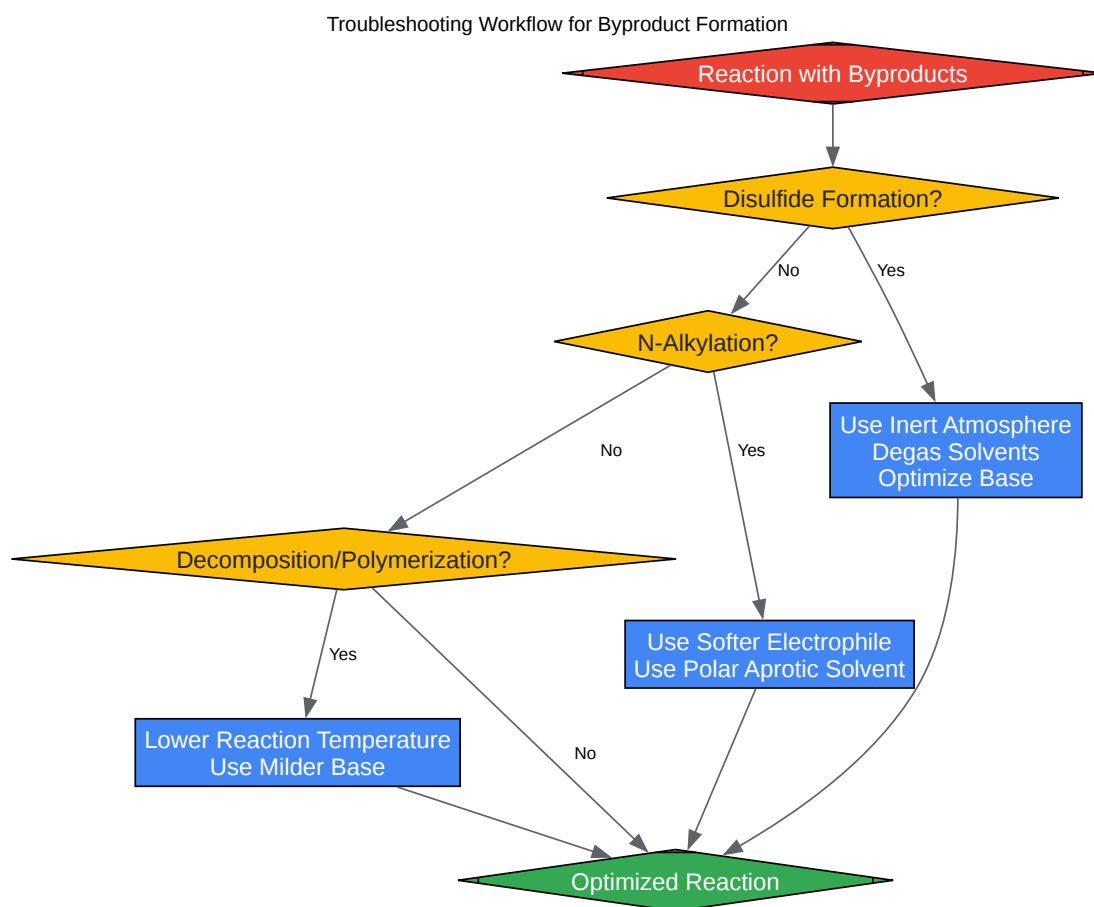 Troubleshooting Workflow for Byproduct Formation
Reaction with Byproducts
Disulfide Formation?
No
Yes
N-Alkylation?
Use Inert Atmosphere
Degas Solvents
Optimize Base
No
Yes
Decomposition/Polymerization?
Use Softer Electrophile
Use Polar Aprotic Solvent
Yes
Lower Reaction Temperature
Use Milder Base
No
Optimized Reaction